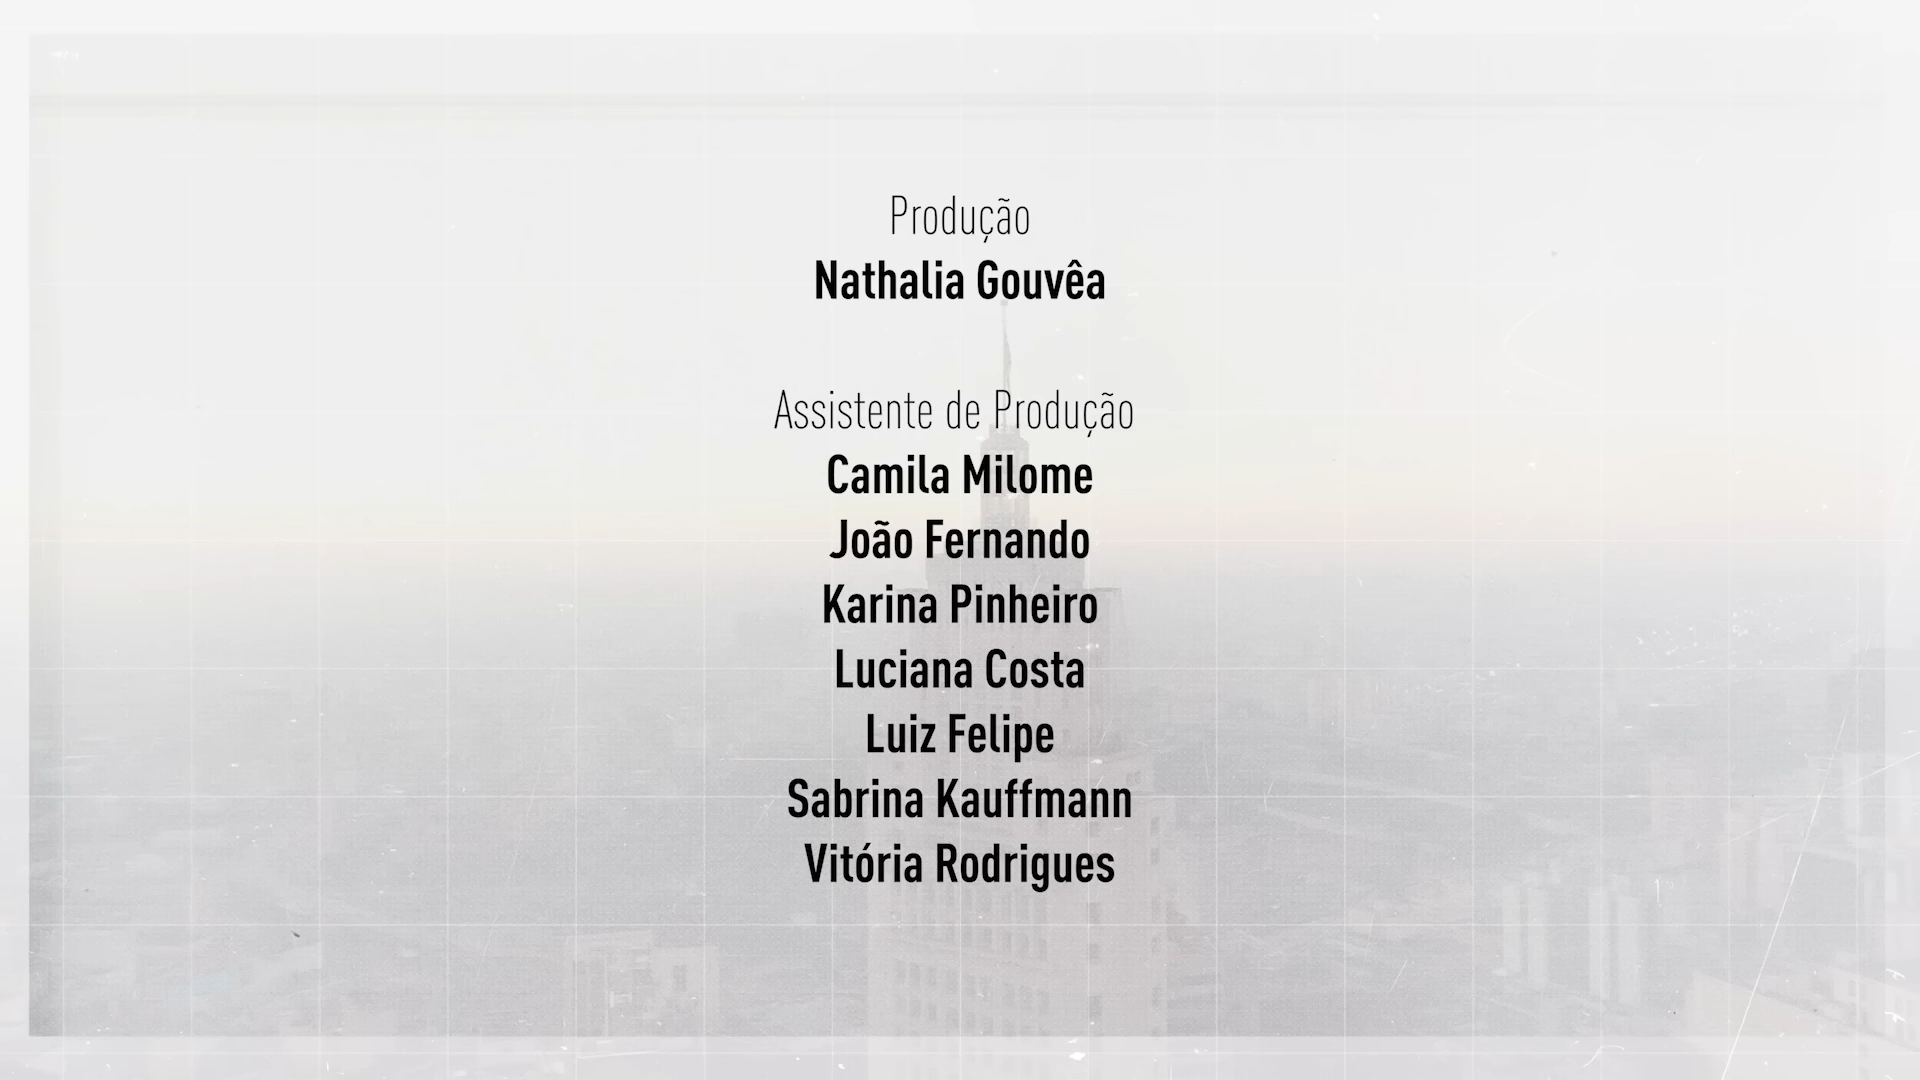 Produção
Nathalia Gouvêa
Assistente de Produção
Camila Milome
João Fernando
Karina Pinheiro
Luciana Costa
Luiz Felipe
Sabrina Kauffmann
Vitória Rodrigues